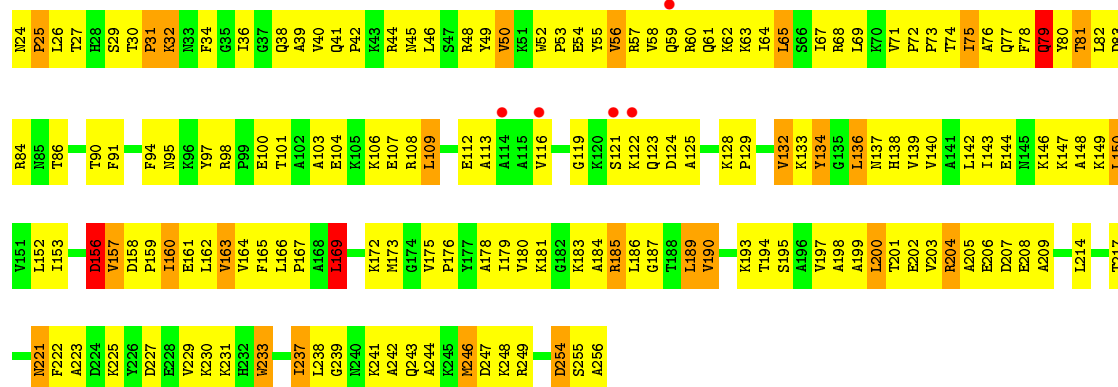 N24 P25 L26 T27 H28 S29 T30 P31 K32 N33 F34 G35 I36 G37 Q38 A39 V40 Q41 P42 K43 R44 N45 L46 S47 R48 Y49 V50 K51 W52 P53 E54 Y55 V56 R57 V58 Q59 R60 Q61 K62 K63 I64 L65 S66 I67 R68 L69 K70 V71 P72 P73 T74 I75 A76 Q77 F78 Q79 Y80 T81 L82 D83
R84 N85 T86 T90 F91 F94 N95 K96 Y97 R98 P99 E100 T101 A102 A103 E104 K105 K106 E107 R108 L109 E112 A113 A114 A115 V116 G119 K120 S121 K122 Q123 D124 A125 K128 P129 V132 K133 Y134 G135 L136 N137 H138 V139 V140 A141 L142 I143 E144 N145 K146 K147 A148 K149 L150
V151 L152 I153 D156 V157 D158 P159 I160 E161 L162 V163 V164 F165 L166 P167 A168 L169 K172 M173 G174 V175 P176 Y177 A178 I179 V180 K181 G182 K183 A184 R185 L186 G187 T188 L189 V190 K193 T194 S195 A196 V197 A198 A199 L200 T201 E202 V203 R204 A205 E206 D207 E208 A209 L214 T217
N221 F222 A223 D224 K225 Y226 D227 E228 V229 K230 K231 H232 W233 I237 L238 G239 N240 K241 A242 Q243 A244 K245 M246 D247 K248 R249 D254 S255 A256